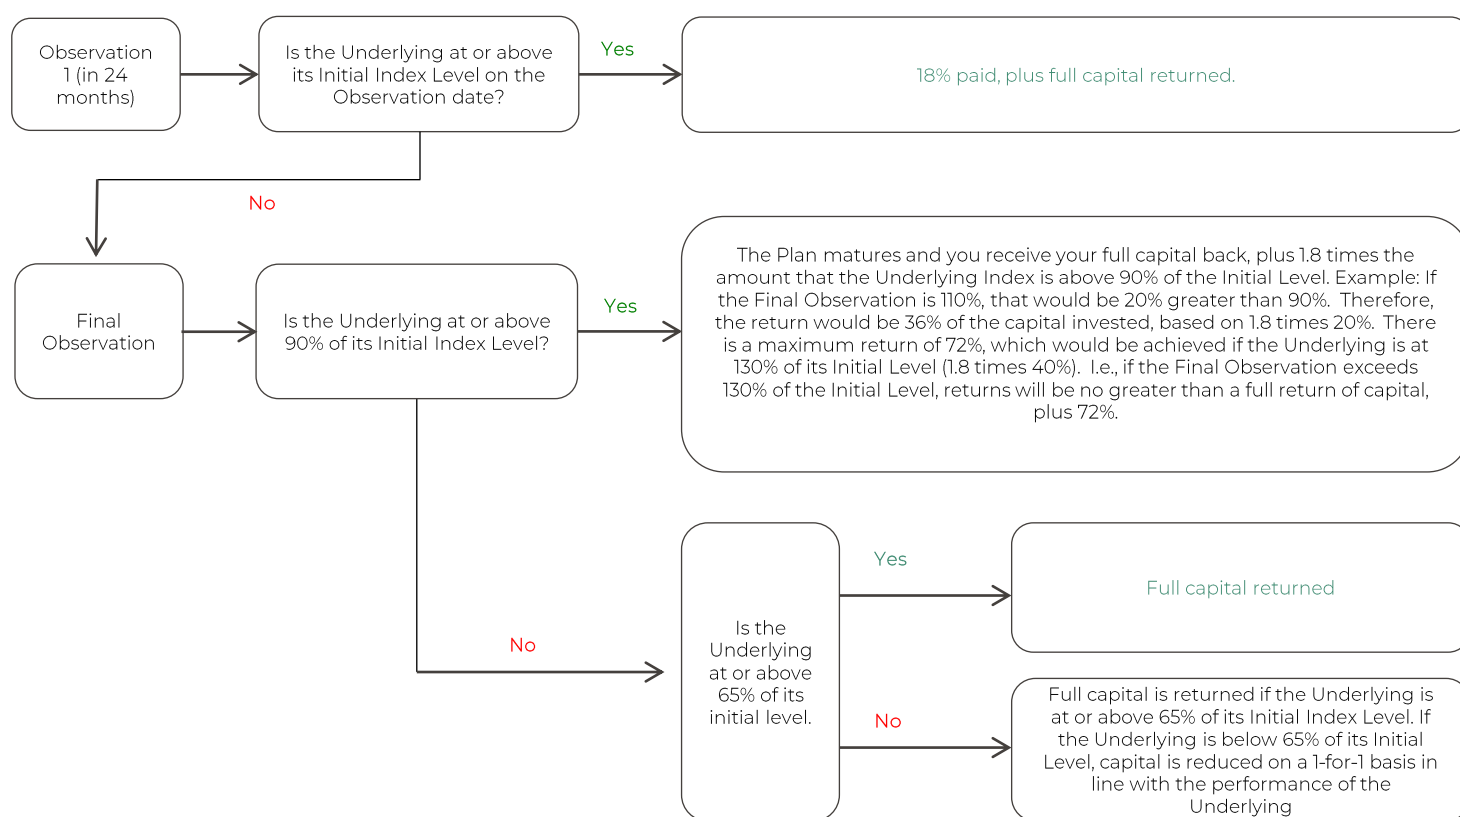 Observation
1 (in 24
months)
Is the Underlying at or above
its Initial Index Level on the
Observation date?
Yes
18% paid, plus full capital returned.
No
Final
Observation
Is the Underlying at or above
90% of its Initial Index Level?
Yes
The Plan matures and you receive your full capital back, plus 1.8 times the
amount that the Underlying Index is above 90% of the Initial Level. Example: If
the Final Observation is 110%, that would be 20% greater than 90%. Therefore,
the return would be 36% of the capital invested, based on 1.8 times 20%. There
is a maximum return of 72%, which would be achieved if the Underlying is at
130% of its Initial Level (1.8 times 40%). I.e., if the Final Observation exceeds
130% of the Initial Level, returns will be no greater than a full return of capital,
plus 72%.
No
Is the
Underlying
at or above
65% of its
initial level.
Yes
Full capital returned
No
Full capital is returned if the Underlying is
at or above 65% of its Initial Index Level. If
the Underlying is below 65% of its Initial
Level, capital is reduced on a 1-for-1 basis in
line with the performance of the
Underlying